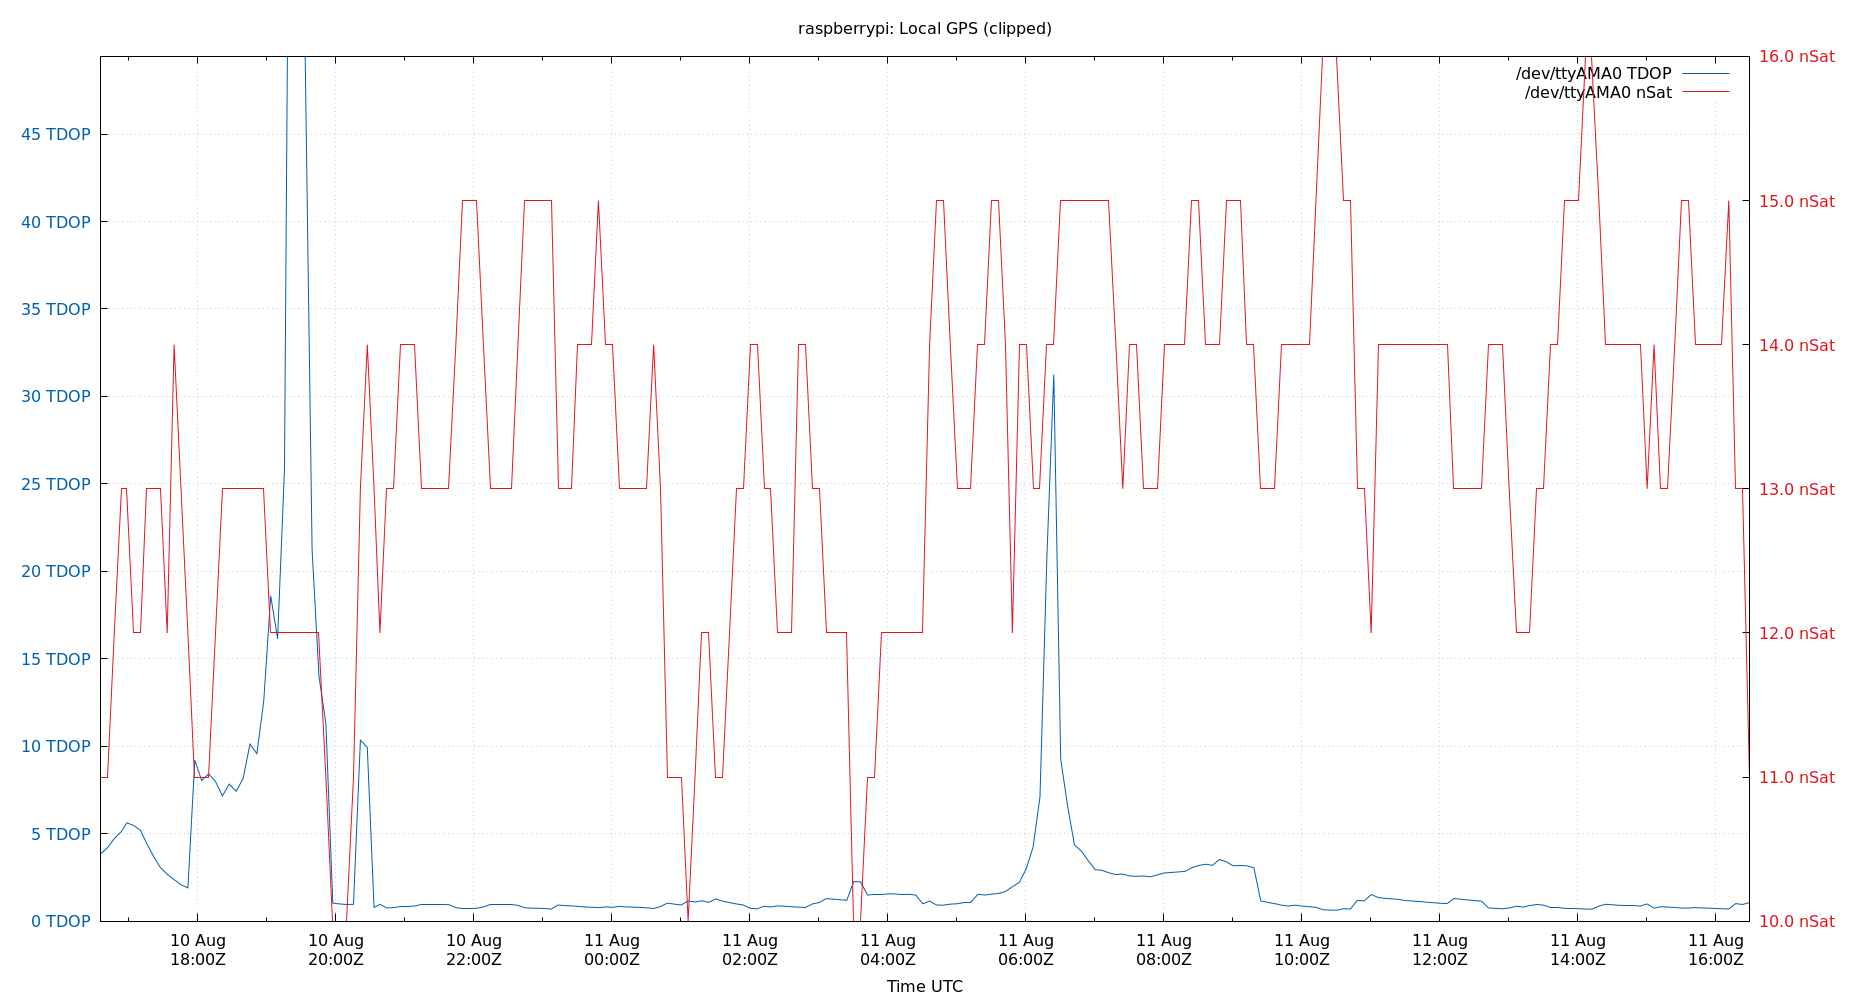 raspberrypi: Local GPS (clipped)
/dev/ttyAMA0 TDOP
/dev/ttyAMA0 nSat
45 TDOP
40 TDOP
35 TDOP
30 TDOP
25 TDOP
20 TDOP
15 TDOP
10 TDOP
5 TDOP
0 TDOP
16.0 nSat
15.0 nSat
14.0 nSat
13.0 nSat
12.0 nSat
11.0 nSat
10.0 nSat
10 Aug
18:00Z
10 Aug
20:00Z
10 Aug
22:00Z
11 Aug
00:00Z
11 Aug
02:00Z
11 Aug
04:00Z
11 Aug
06:00Z
11 Aug
08:00Z
11 Aug
10:00Z
11 Aug
12:00Z
11 Aug
14:00Z
11 Aug
16:00Z
Time UTC